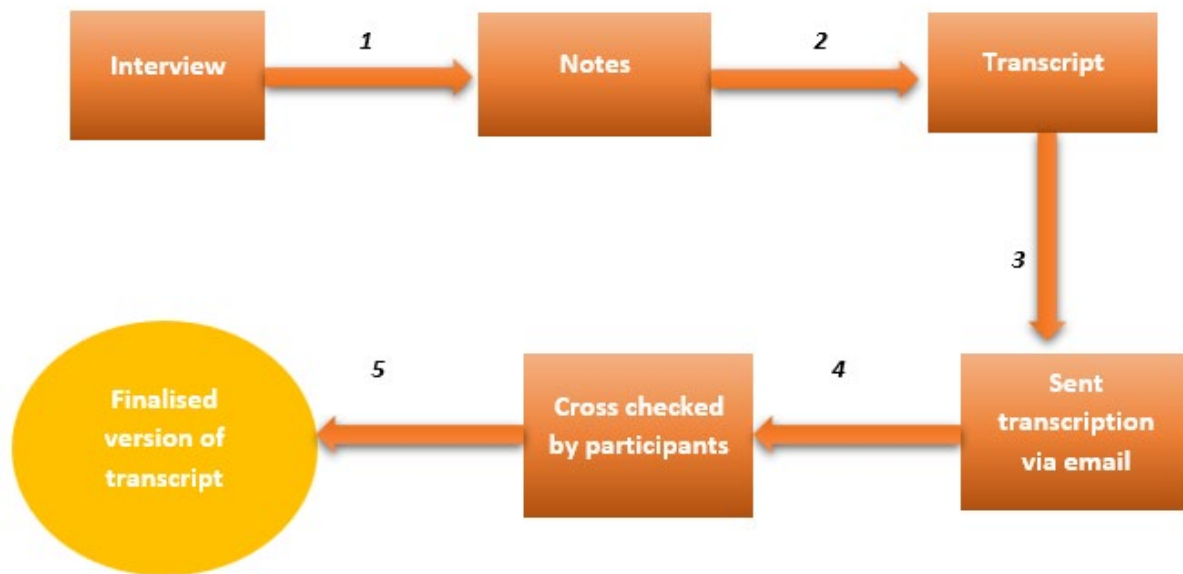 Interview
1
Notes
2
Transcript
3
Sent
transcription
via email
4
Cross checked
by participants
5
Finalised
version of
transcript